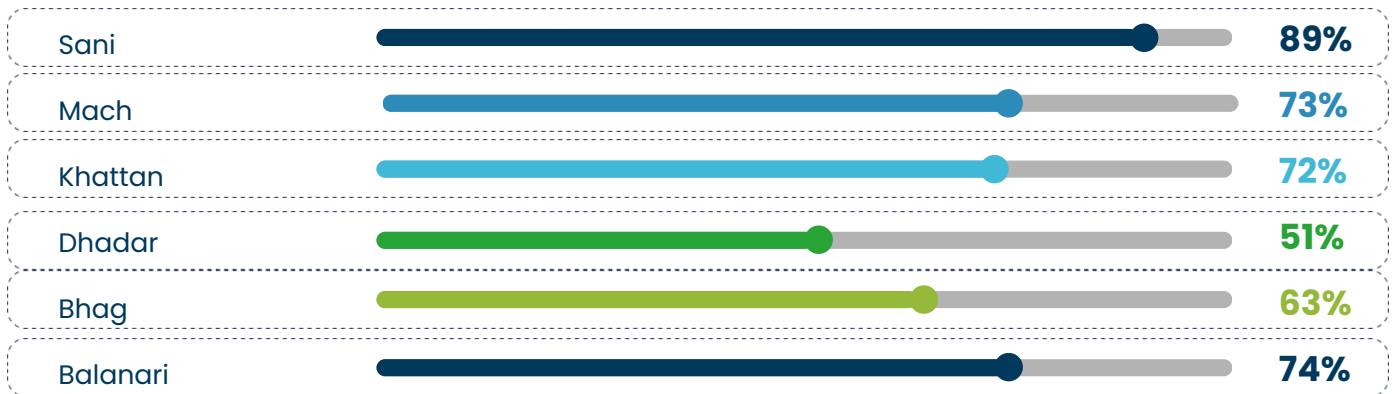 Sani 89%
Mach 73%
Khattan 72%
Dhadar 51%
Bhag 63%
Balanari 74%